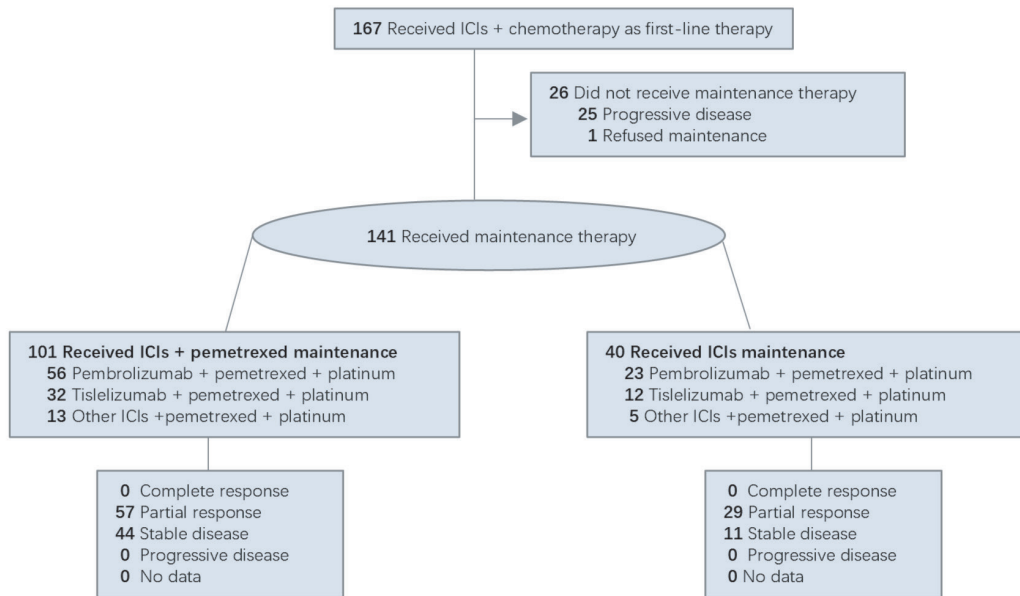 167 Received ICIs + chemotherapy as first-line therapy
26 Did not receive maintenance therapy
25 Progressive disease
1 Refused maintenance
141 Received maintenance therapy
101 Received ICIs + pemetrexed maintenance
56 Pembrolizumab + pemetrexed + platinum
32 Tislelizumab + pemetrexed + platinum
13 Other ICIs +pemetrexed + platinum
40 Received ICIs maintenance
23 Pembrolizumab + pemetrexed + platinum
12 Tislelizumab + pemetrexed + platinum
5 Other ICIs +pemetrexed + platinum
0 Complete response
57 Partial response
44 Stable disease
0 Progressive disease
0 No data
0 Complete response
29 Partial response
11 Stable disease
0 Progressive disease
0 No data